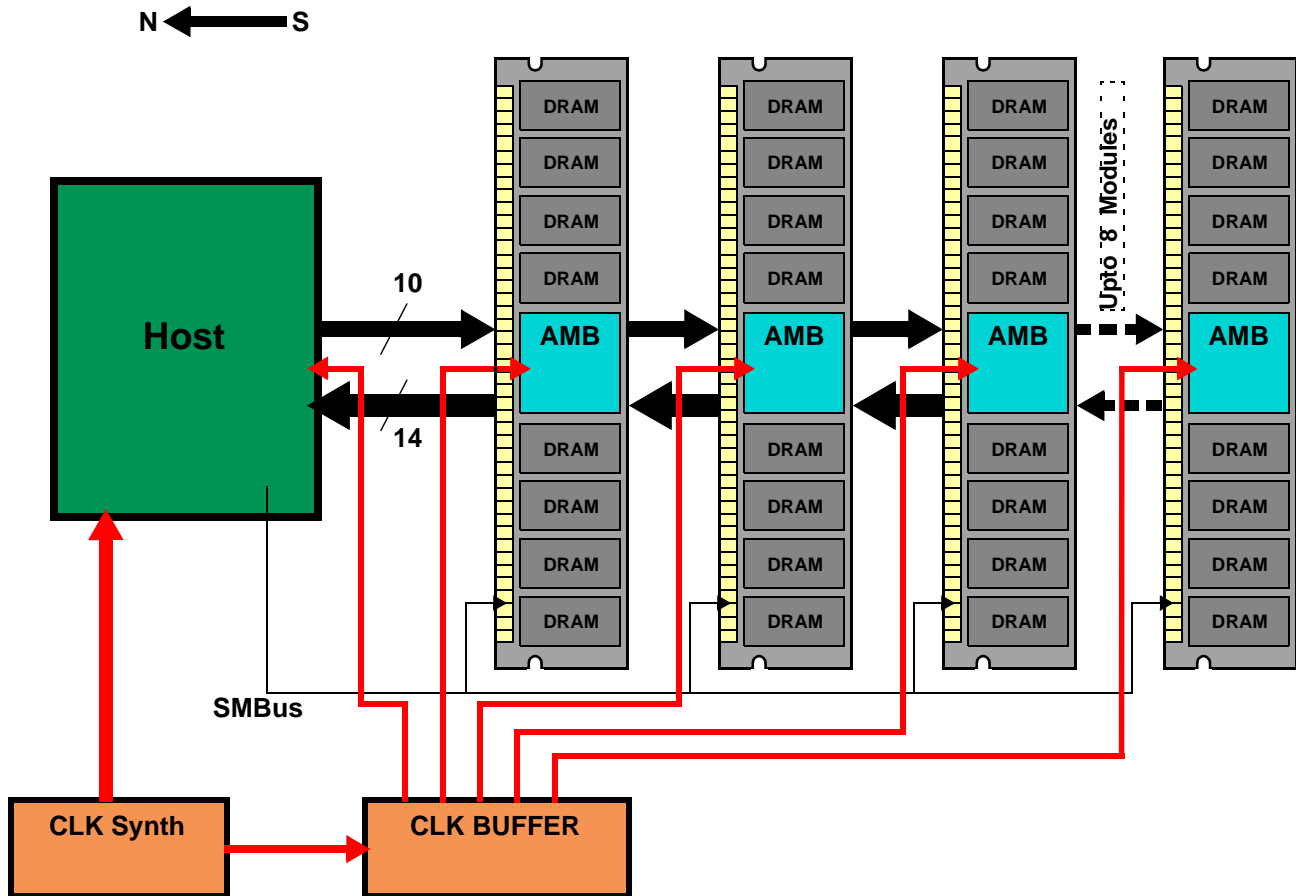 N S
DRAM DRAM DRAM DRAM
DRAM DRAM DRAM DRAM
DRAM DRAM DRAM DRAM
DRAM DRAM DRAM DRAM
Upto 8 Modules
10
Host
AMB AMB AMB AMB
14
DRAM DRAM DRAM DRAM
DRAM DRAM DRAM DRAM
DRAM DRAM DRAM DRAM
DRAM DRAM DRAM DRAM
SMBus
CLK Synth
CLK BUFFER